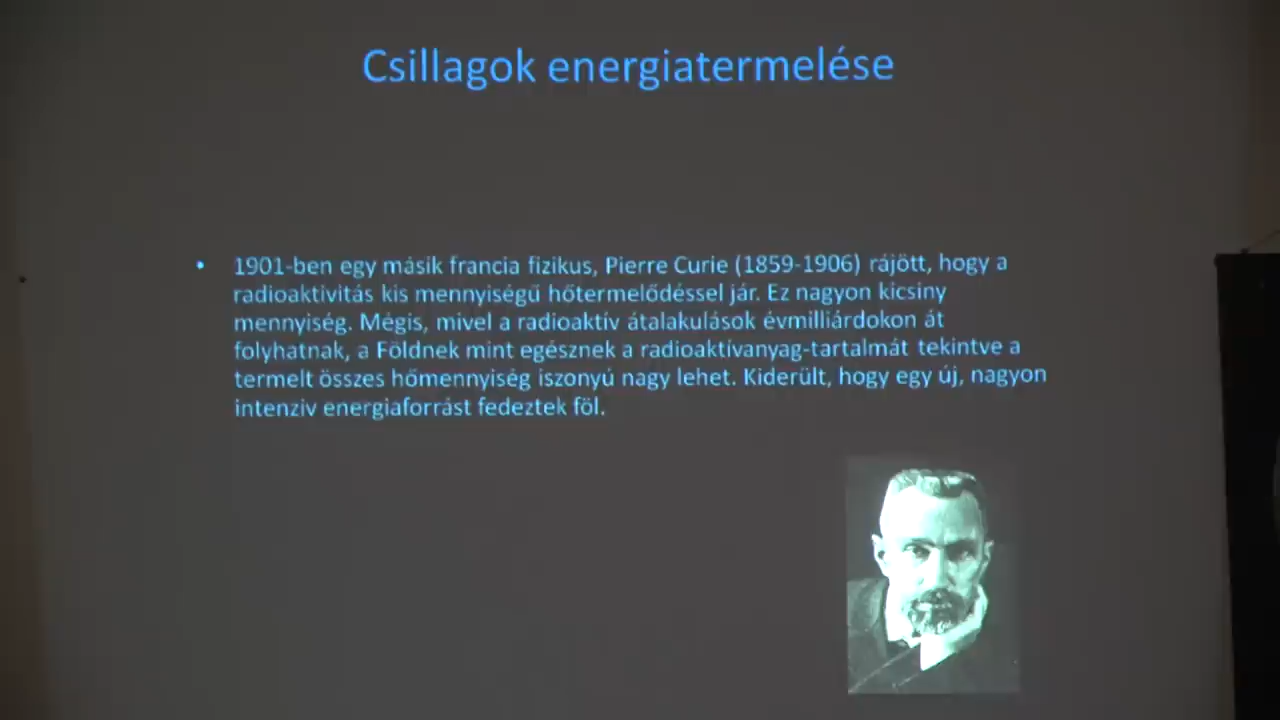 Csillagok energiatermelése
• 1901-ben egy másik francia fizikus, Pierre Curie (1859-1906) rájött, hogy a
radioaktivitás kis mennyiségű hőtermelődéssel jár. Ez nagyon kicsiny
mennyiség. Mégis, mivel a radioaktív átalakulások évmilliárdokon át
folyhatnak, a Földnek mint egésznek a radioaktívanyag-tartalmát tekintve a
termelt összes hőmennyiség iszonyú nagy lehet. Kiderült, hogy egy új, nagyon
intenziv energiaforrást fedeztek föl.